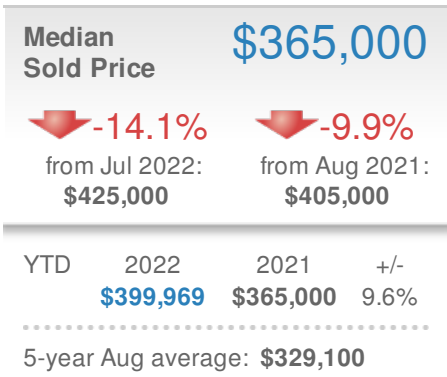 Median
Sold Price
$365,000
-14.1% -9.9%
from Jul 2022: from Aug 2021:
$425,000 $405,000
YTD 2022 2021 +/-
$399,969 $365,000 9.6%
5-year Aug average: $329,100